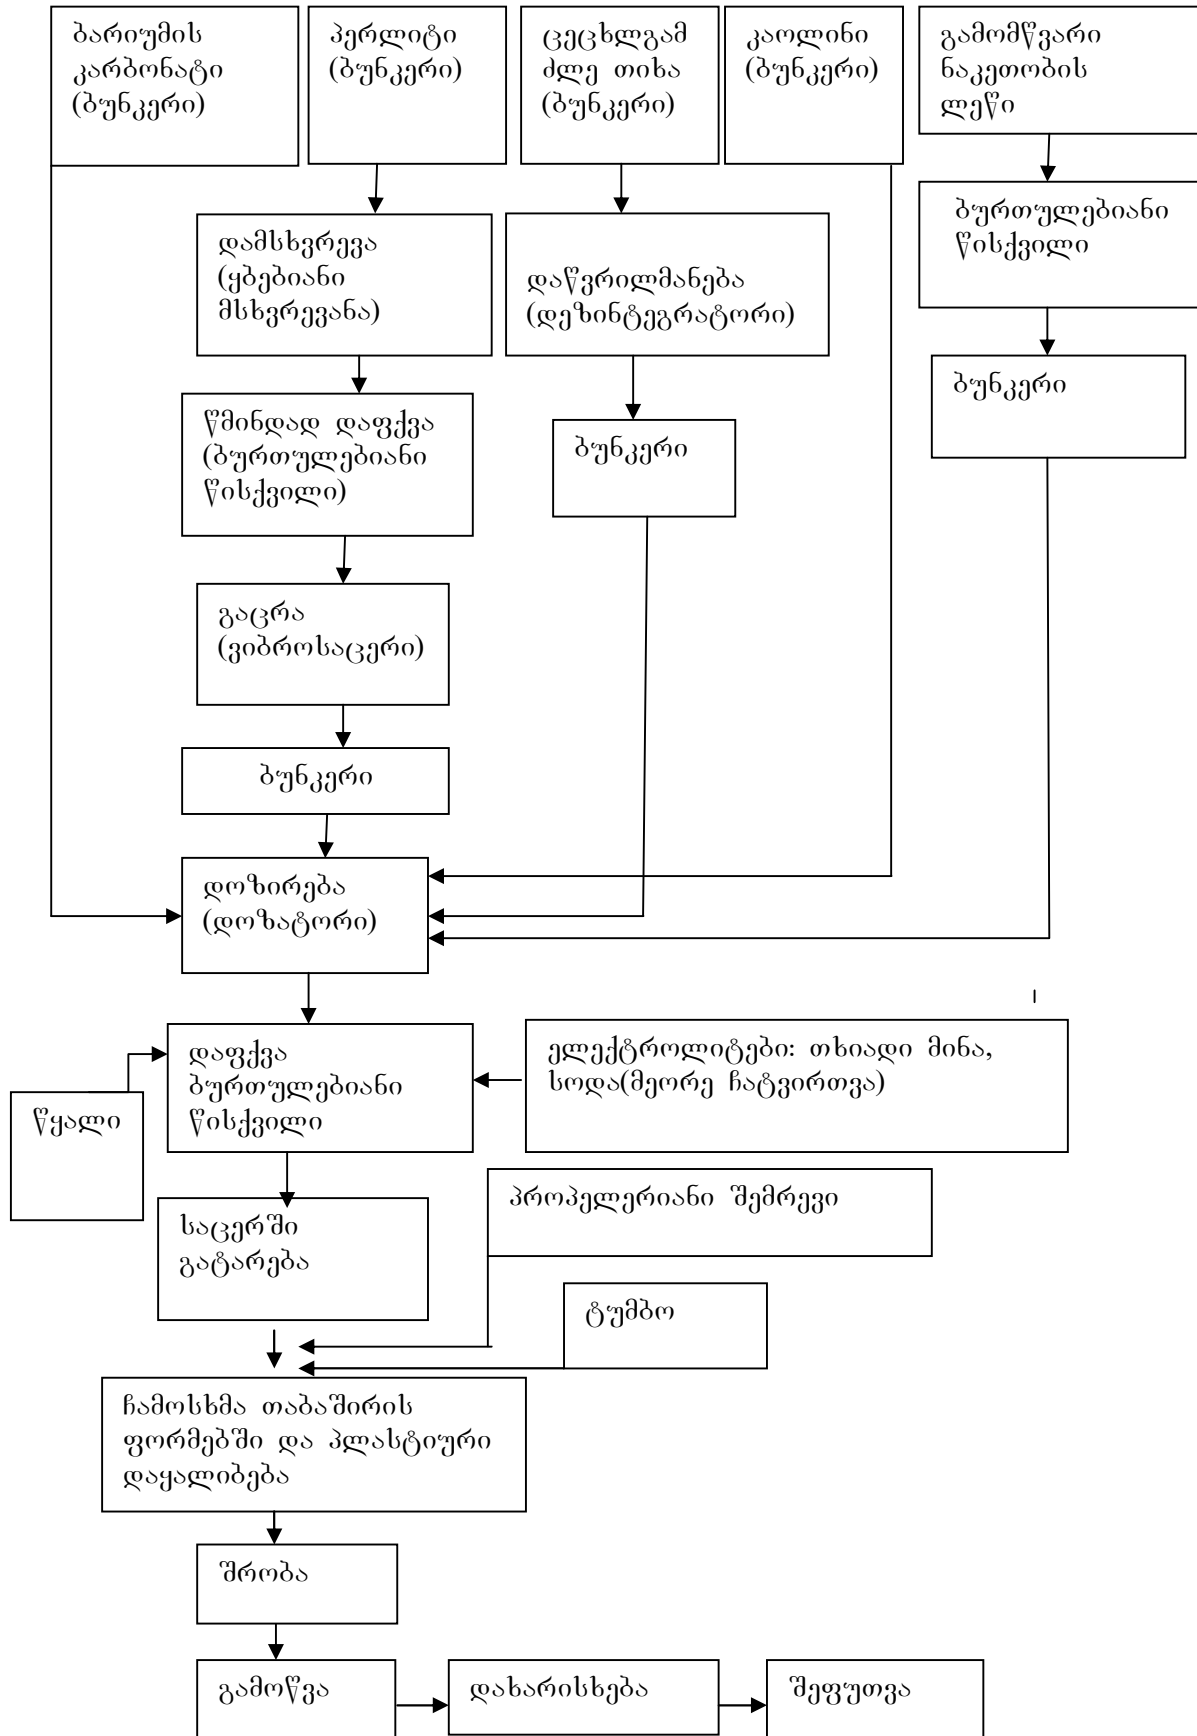 ბარიუმის
კარბონატი
(ბუნკერი)
პერლიტი
(ბუნკერი)
ცეცხლგამ
ძლე თიხა
(ბუნკერი)
კაოლინი
(ბუნკერი)
გამომწვარი
ნაკეთობის
ლეწი
დამსხვრევა
(ყბებიანი
მსხვრევანა)
დაწვრილმანება
(დეზინტეგრატორი)
ბურთულებიანი
წისქვილი
ბუნკერი
წმინდად დაფქვა
(ბურთულებიანი
წისქვილი)
ბუნკერი
გაცრა
(ვიბროსაცერი)
ბუნკერი
დოზირება
(დოზატორი)
დაფქვა
ბურთულებიანი
წისქვილი
ელექტროლიტები: თხიადი მინა,
სოდა(მეორე ჩატვირთვა)
წყალი
საცერში
გატარება
პროპელერიანი შემრევი
ტუმბო
ჩამოსხმა თაბაშირის
ფორმებში და პლასტიური
დაყალიბება
შრობა
გამოწვა
დახარისხება
შეფუთვა